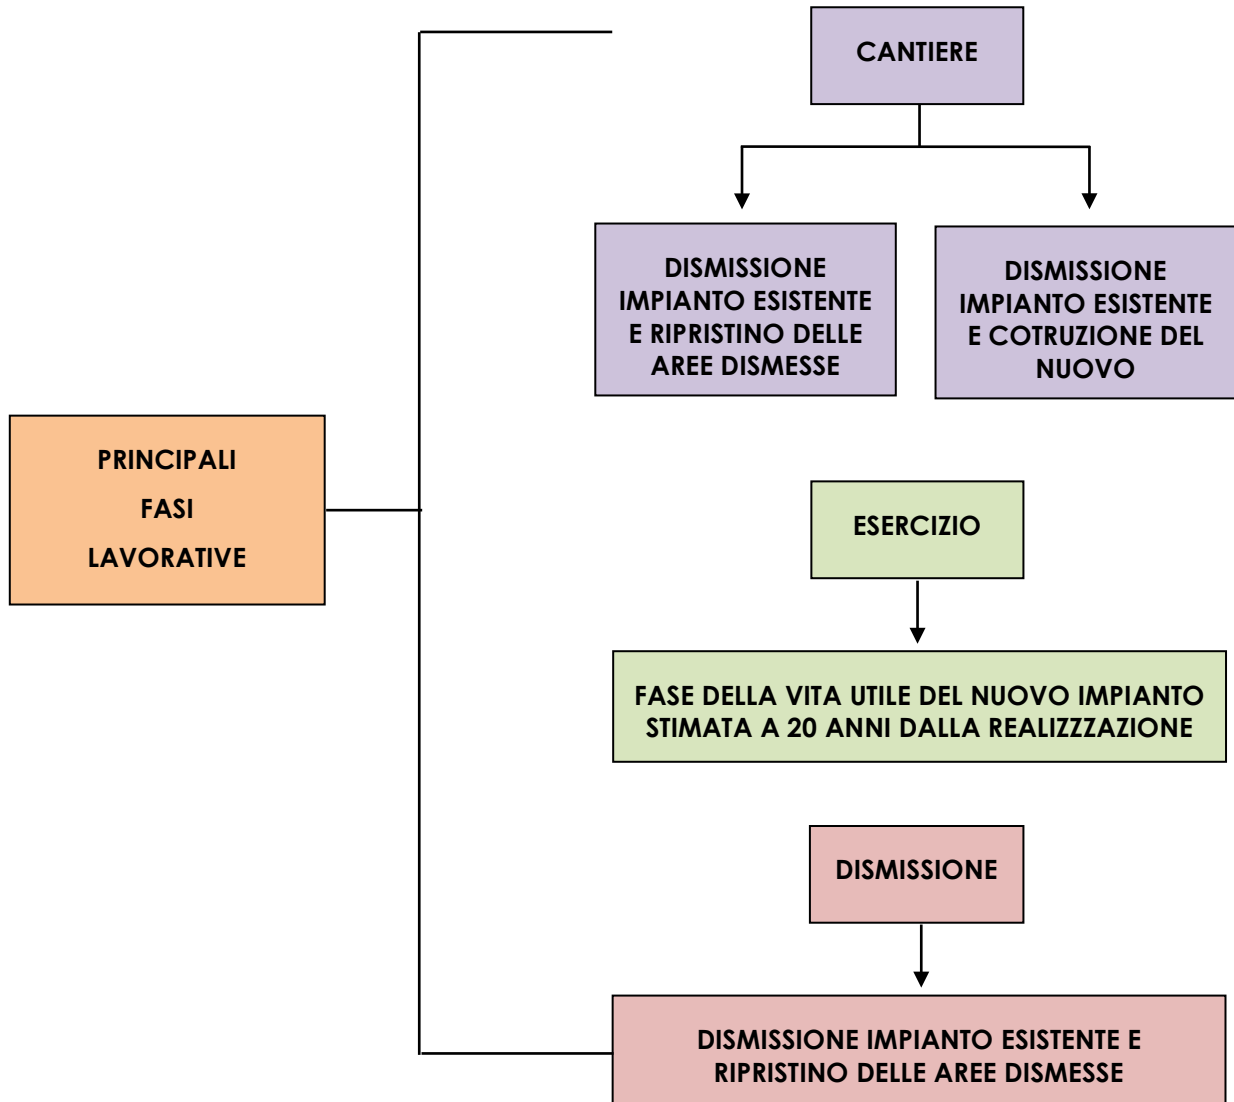 CANTIERE
DISMISSIONE
IMPIANTO ESISTENTE
E RIPRISTINO DELLE
AREE DISMESSE
DISMISSIONE
IMPIANTO ESISTENTE
E COTRUZIONE DEL
NUOVO
PRINCIPALI
FASI
LAVORATIVE
ESERCIZIO
FASE DELLA VITA UTILE DEL NUOVO IMPIANTO
STIMATA A 20 ANNI DALLA REALIZZZAZIONE
DISMISSIONE
DISMISSIONE IMPIANTO ESISTENTE E
RIPRISTINO DELLE AREE DISMESSE